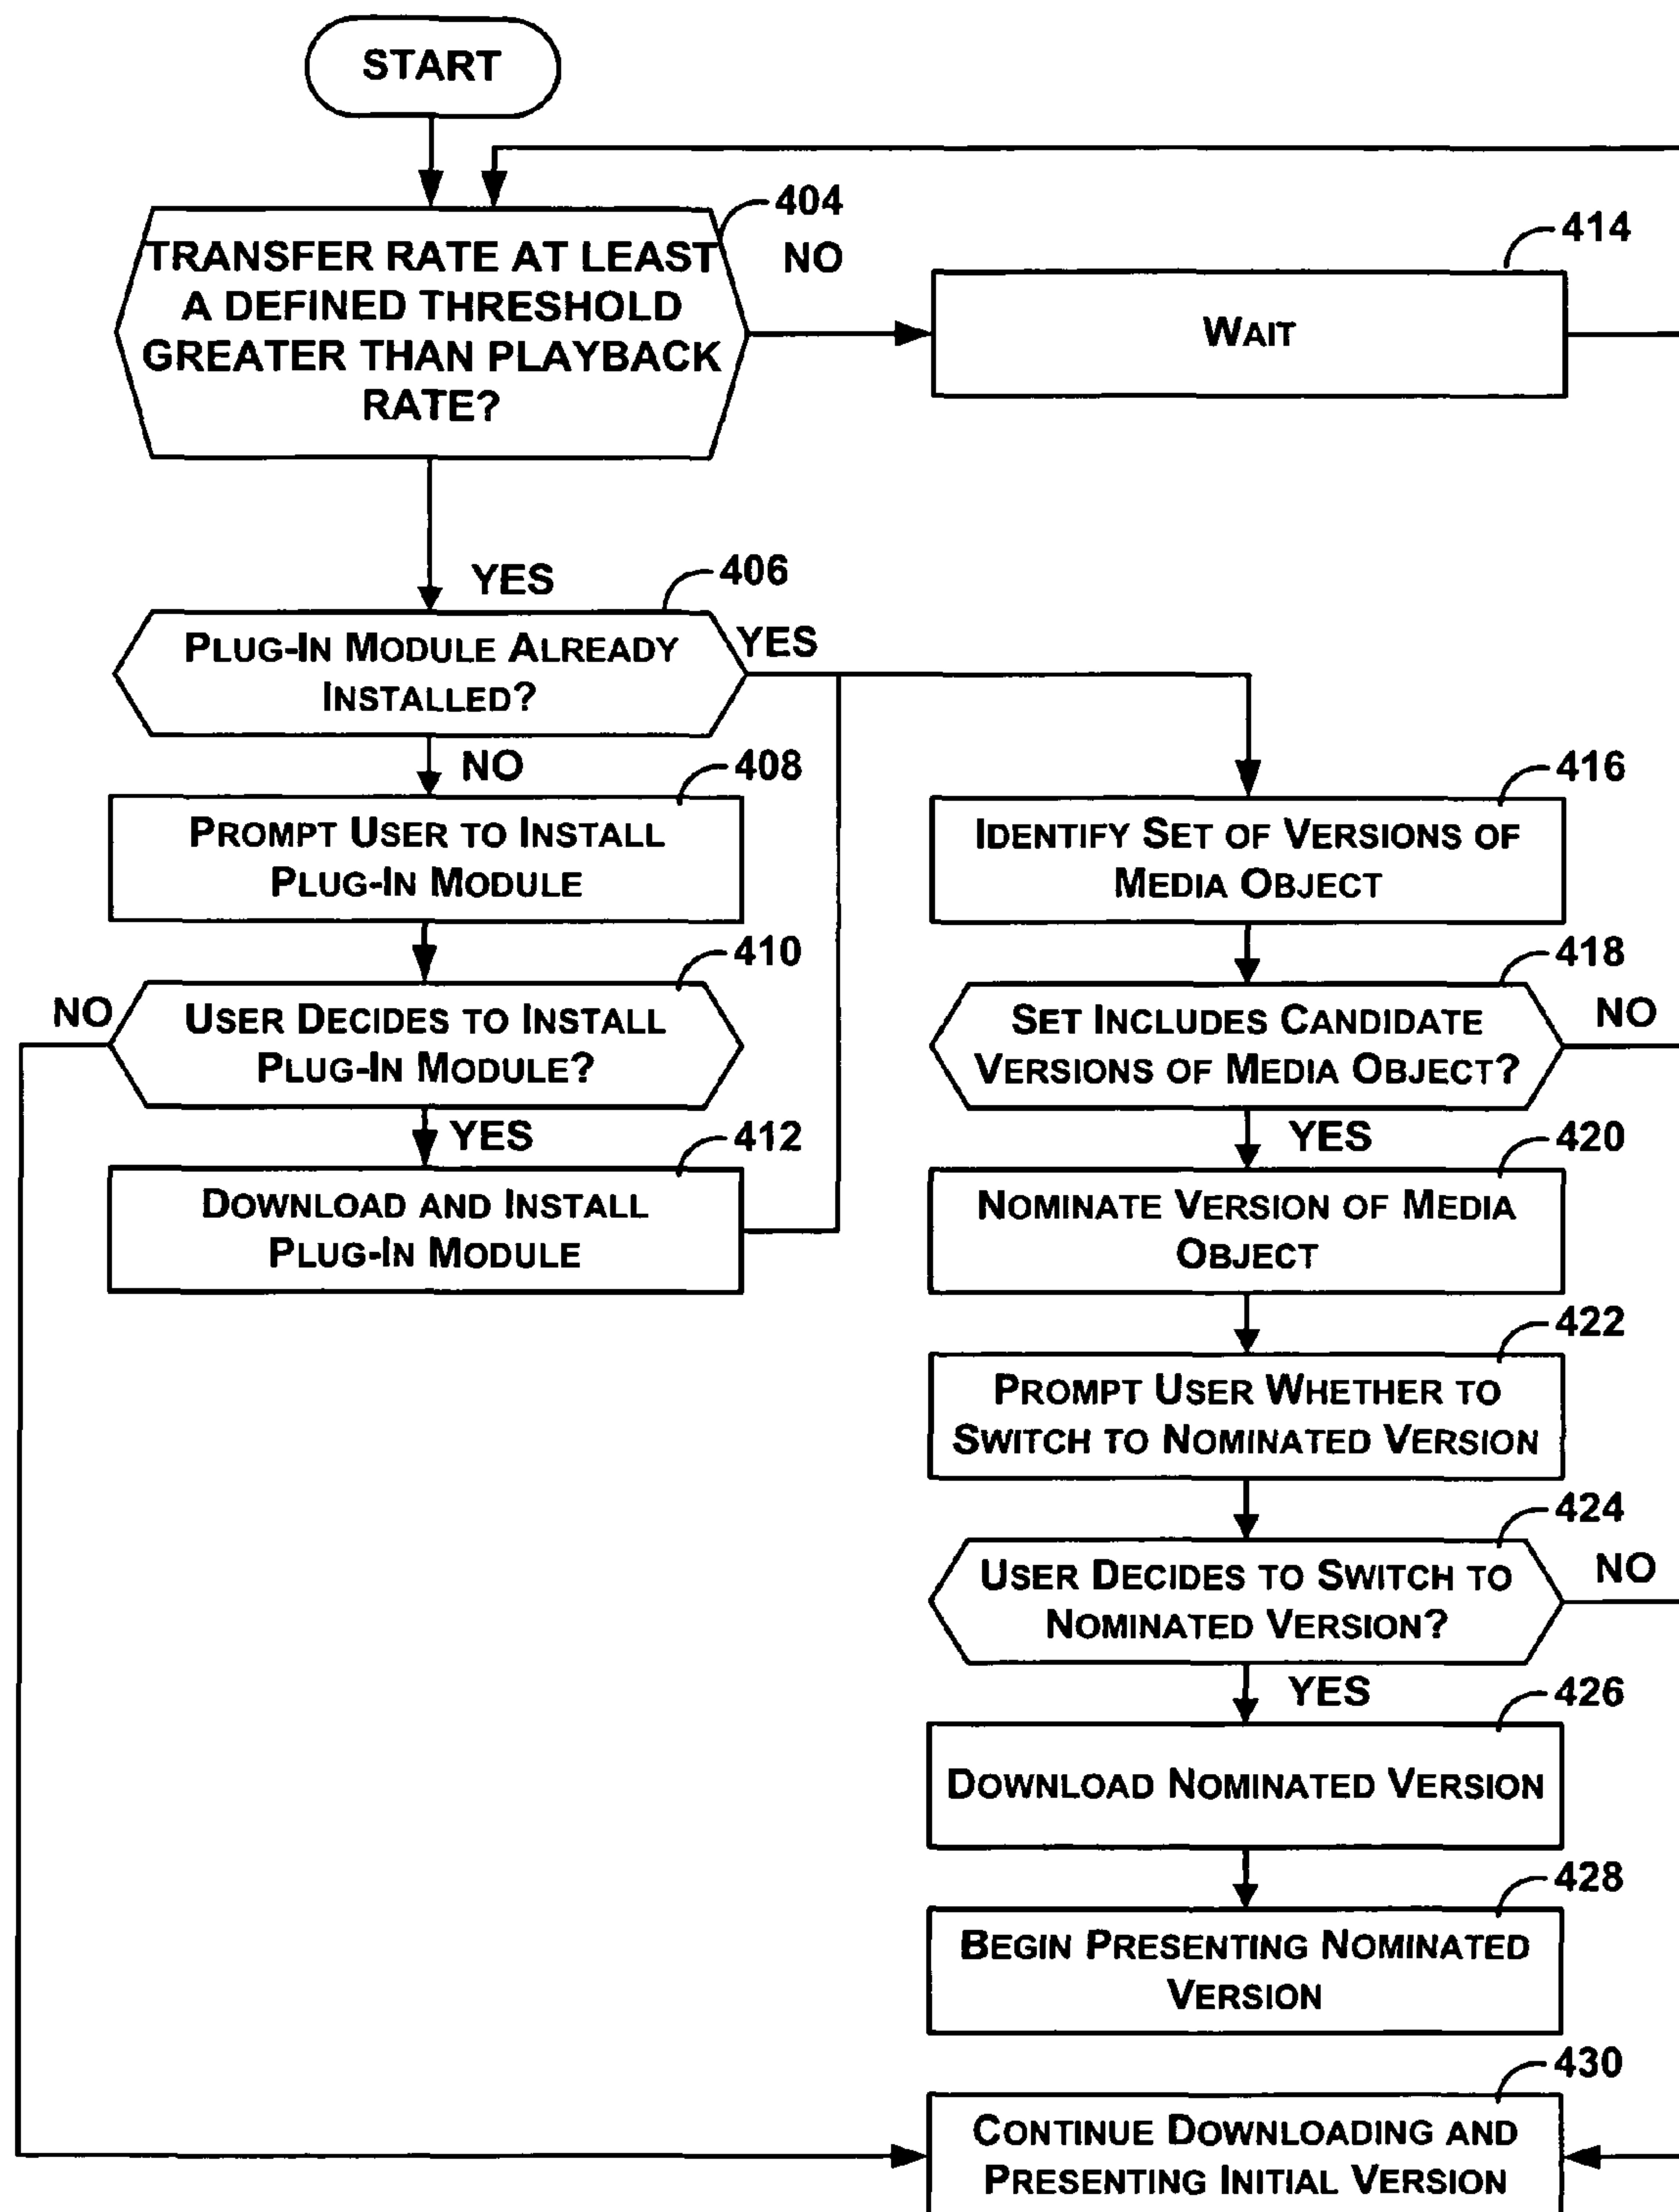 START
404
TRANSFER RATE AT LEAST
A DEFINED THRESHOLD
GREATER THAN PLAYBACK
RATE?
NO
414
WAIT
YES
406
PLUG-IN MODULE ALREADY
INSTALLED?
YES
NO
408
PROMPT USER TO INSTALL
PLUG-IN MODULE
410
NO
USER DECIDES TO INSTALL
PLUG-IN MODULE?
YES
412
DOWNLOAD AND INSTALL
PLUG-IN MODULE
416
IDENTIFY SET OF VERSIONS OF
MEDIA OBJECT
418
SET INCLUDES CANDIDATE
VERSIONS OF MEDIA OBJECT?
NO
YES
420
NOMINATE VERSION OF MEDIA
OBJECT
422
PROMPT USER WHETHER TO
SWITCH TO NOMINATED VERSION
424
USER DECIDES TO SWITCH TO
NOMINATED VERSION?
NO
YES
426
DOWNLOAD NOMINATED VERSION
428
BEGIN PRESENTING NOMINATED
VERSION
430
CONTINUE DOWNLOADING AND
PRESENTING INITIAL VERSION